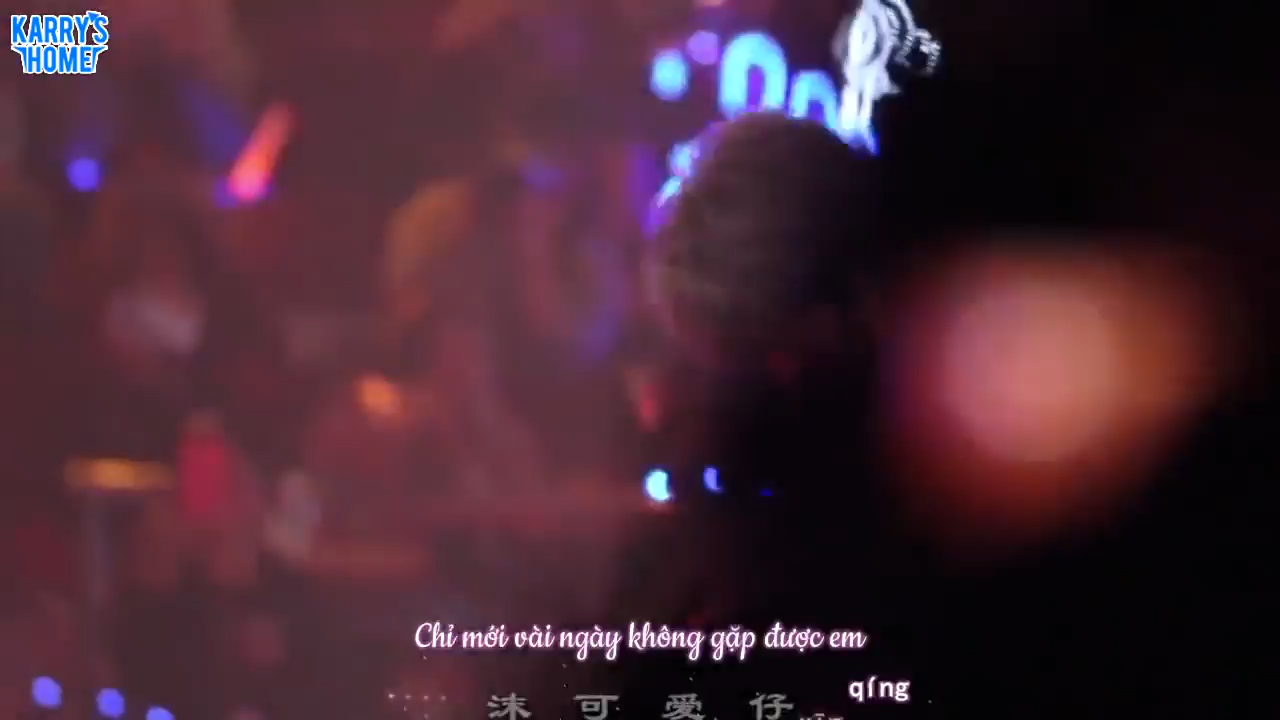 KARRY'S
HOME
Chỉ mới vài ngày không gặp được em
qíng
沫可爱仔